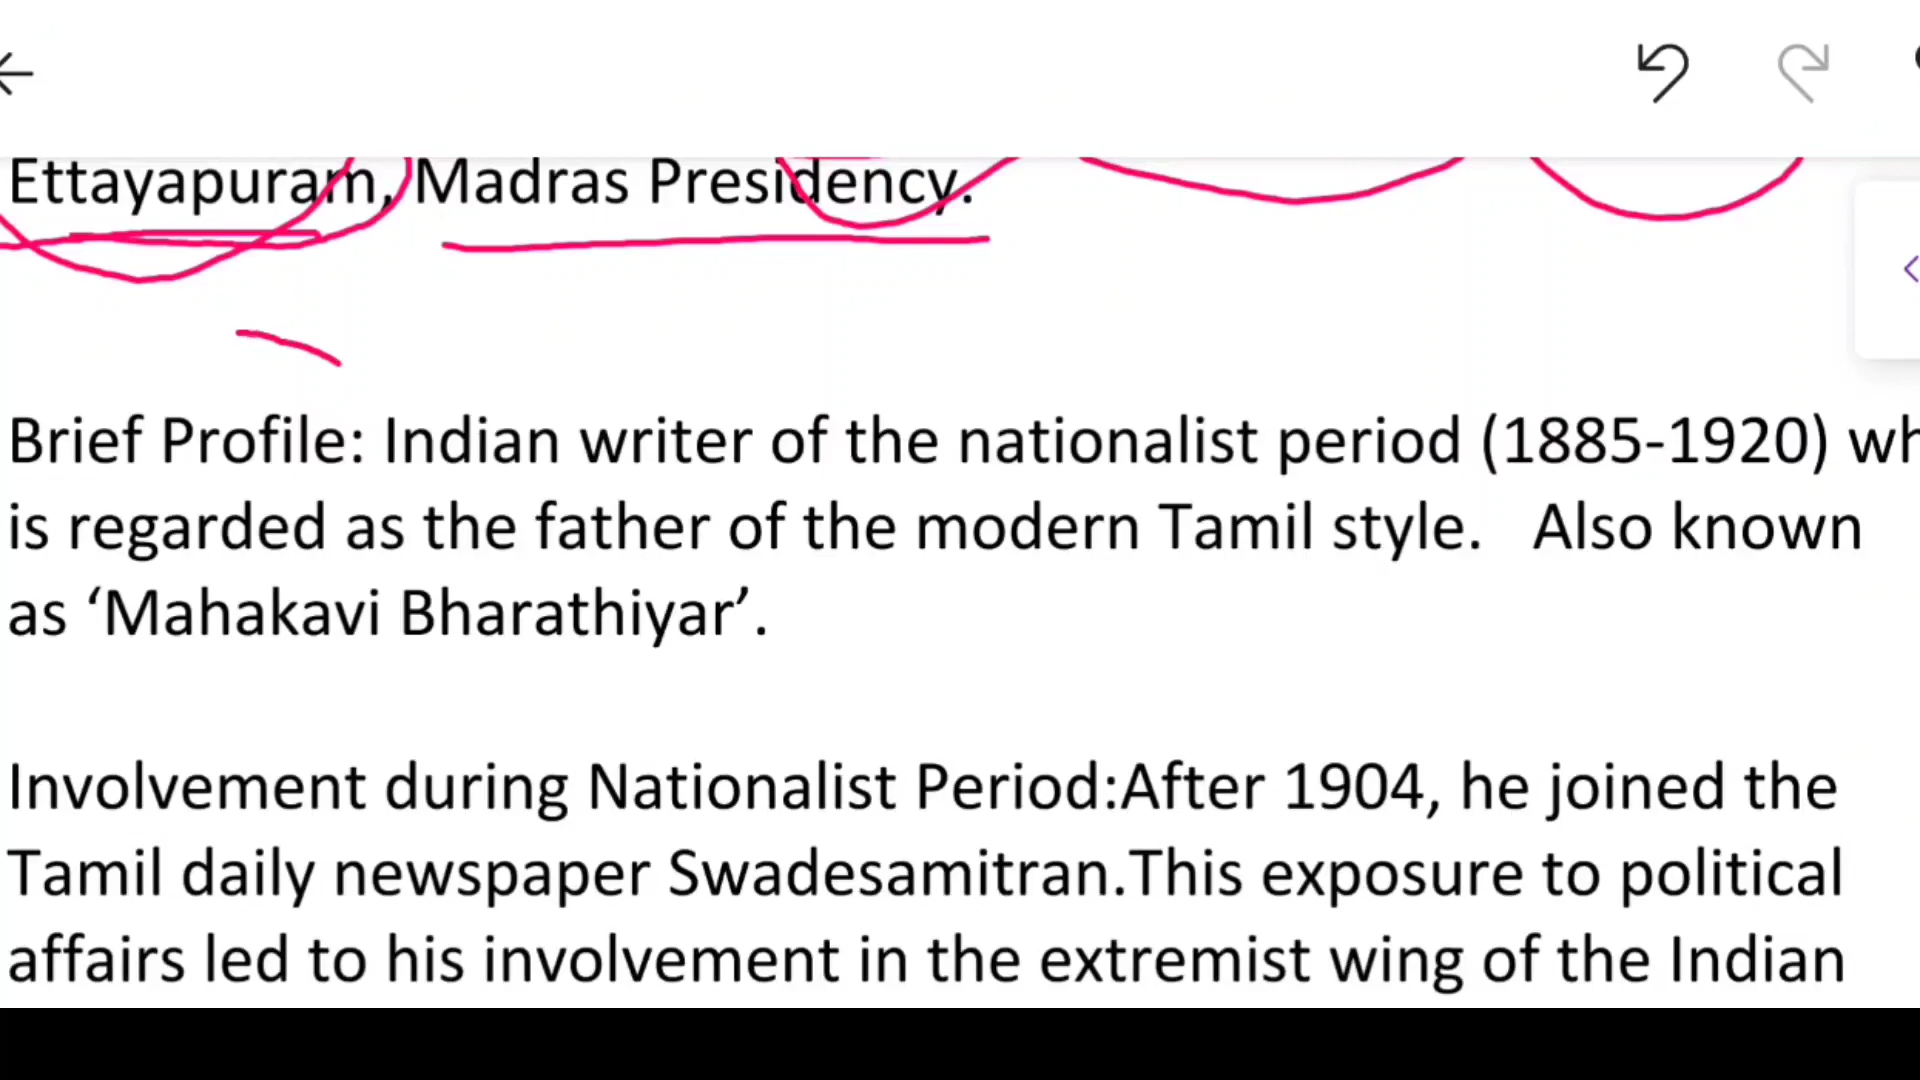 Ettayapuram, Madras Presidency.
Brief Profile: Indian writer of the nationalist period (1885-1920)
is regarded as the father of the modern Tamil style. Also known
as ‘Mahakavi Bharathiyar’.
Involvement during Nationalist Period:After 1904, he joined the
Tamil daily newspaper Swadesamitran.This exposure to political
affairs led to his involvement in the extremist wing of the Indian